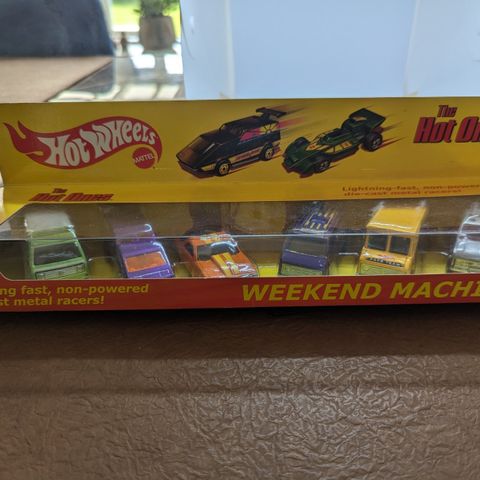 Hot Wheels
MATTEL
The
Hot On
Lightning-fast, non-powe
die-cast metal racers!
The
Hot Ones
ng fast, non-powered
st metal racers!
WEEKEND MACHI